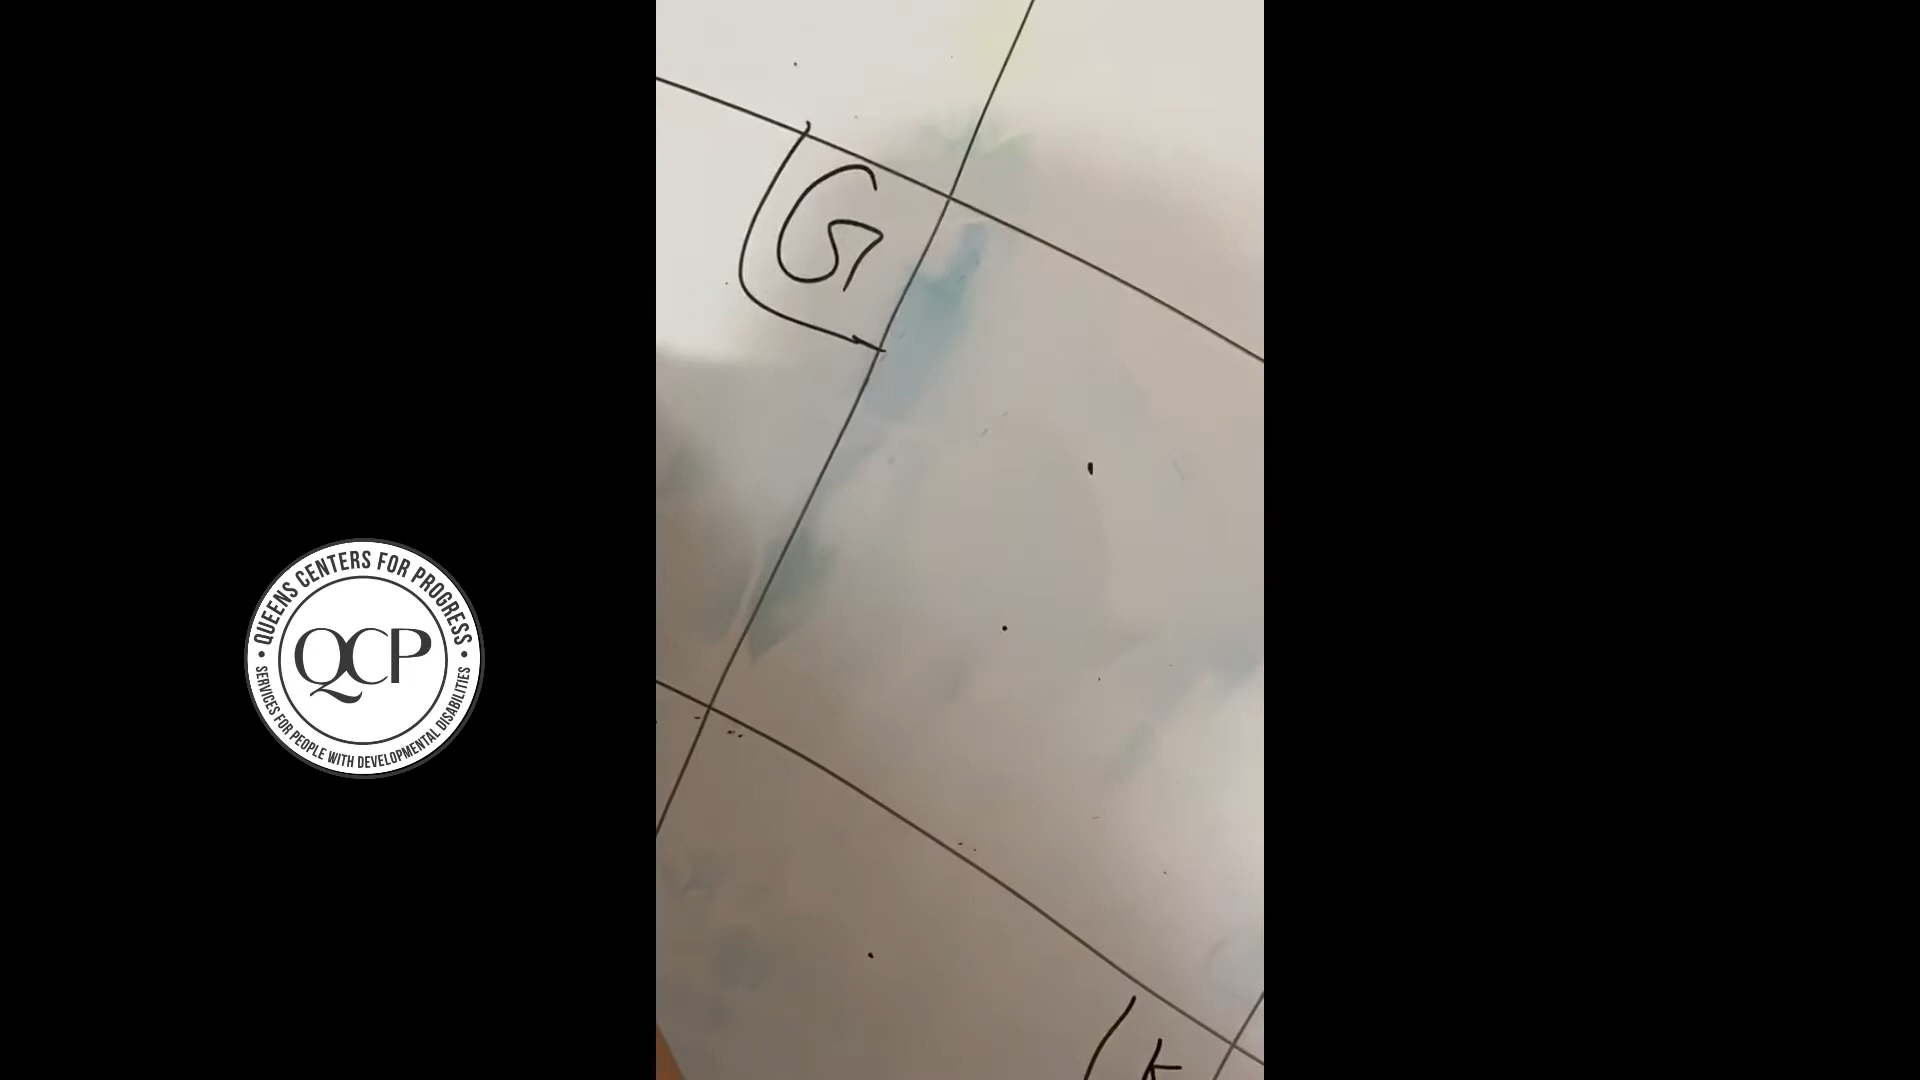 G
K
QUEENS CENTERS FOR PROGRESS
QCP
SERVICES FOR PEOPLE WITH DEVELOPMENTAL DISABILITIES